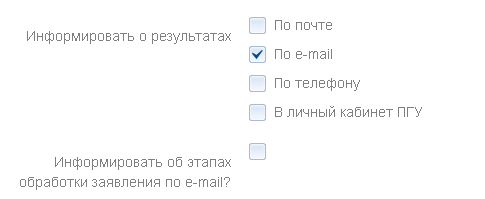 По почте
Информировать о результатах
По e-mail
По телефону
В личный кабинет ПГУ
Информировать об этапах
обработки заявления по e-mail?